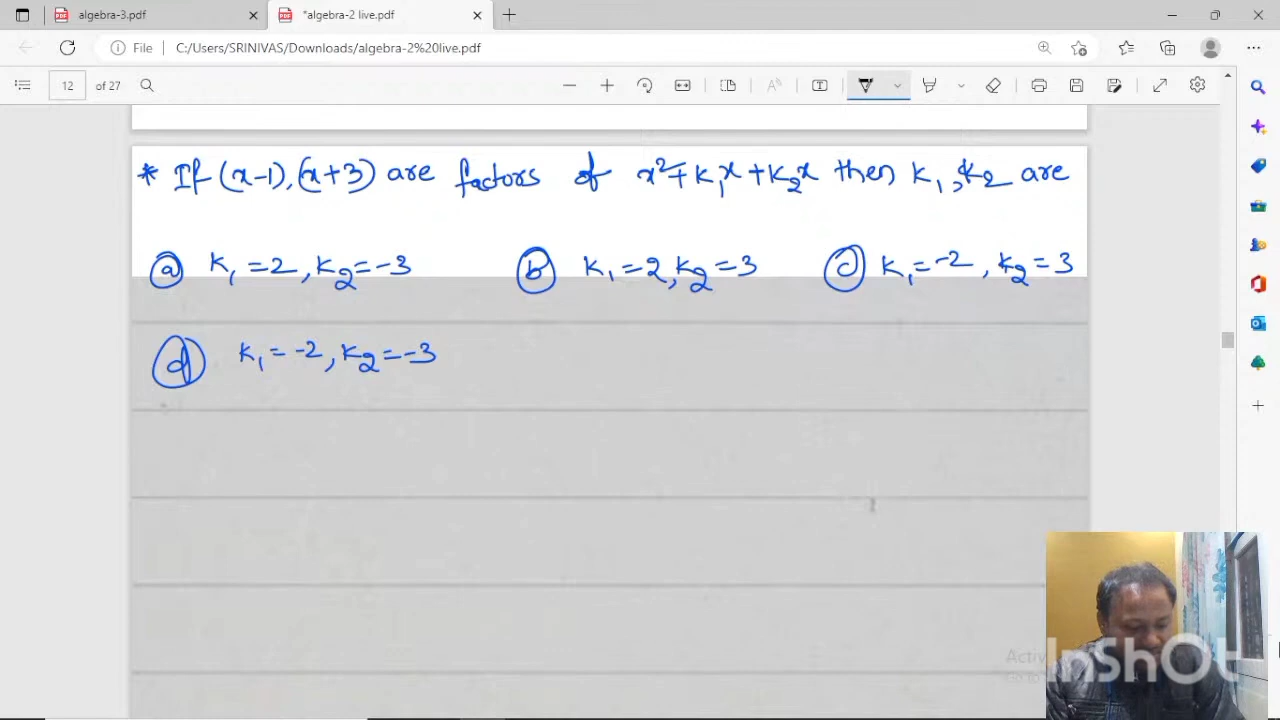 algebra-3.pdf
*algebra-2 live.pdf
File
C:/Users/SRINIVAS/Downloads/algebra-2%20live.pdf
12 of 27
* If (x-1), (x+3) are factors of x²+k₁x+k₂x then k₁, k₂ are
(a) k₁ = 2, k₂ = -3 (b) k₁ = 2, k₂ = 3 (c) k₁ = -2, k₂ = 3
(d) k₁ = -2, k₂ = -3
InShOt